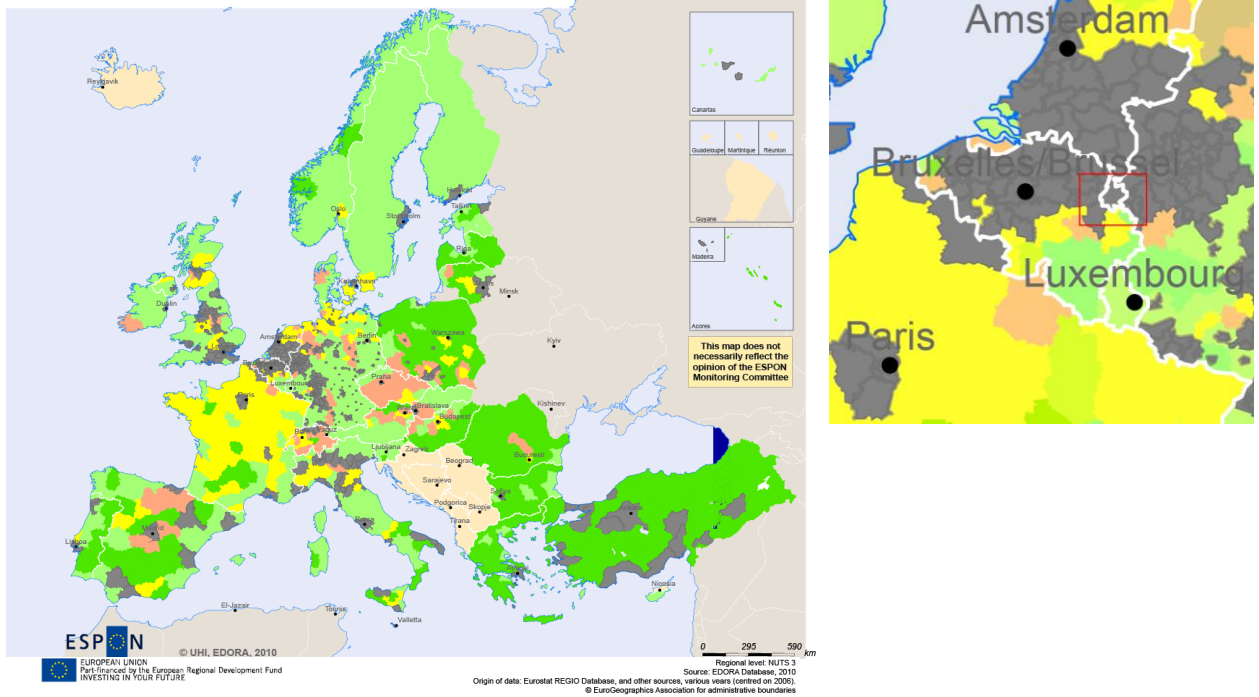 Reykjavik
Canarias
Guadeloupe
Martinique
Réunion
Guyane
Madeira
Acores
This map does not
necessarily reflect the
opinion of the ESPON
Monitoring Committee
Oslo
Stockholm
Tallinn
Riga
Minsk
København
Dublin
Amsterdam
Berlin
Warszawa
Kyiv
Luxembourg
Praha
Paris
Bratislava
Budapest
Kishinev
Ljubljana
Zagreb
Bucuresti
Beograd
Sarajevo
Podgorica
Skopje
Sofiya
Tirana
Madrid
Lisboa
Nicosia
El-Jazair
Tounis
Valletta
ESPON
© UHI, EDORA, 2010
EUROPEAN UNION
Part-financed by the European Regional Development Fund
INVESTING IN YOUR FUTURE
0 295 590 km
Regional level: NUTS 3
Source: EDORA Database, 2010
Origin of data: Eurostat REGIO Database, and other sources, various years (centred on 2006).
© EuroGeographics Association for administrative boundaries
Amsterdam
Bruxelles/Brussel
Luxembourg
Paris